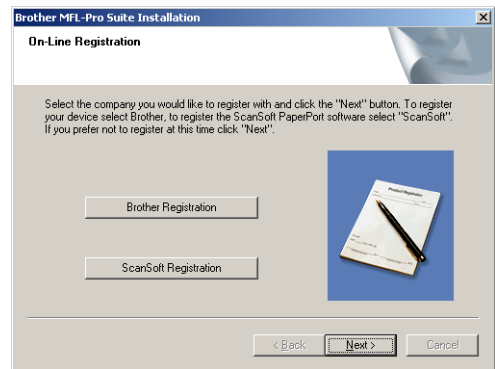 Brother MFL-Pro Suite Installation
On-Line Registration
Select the company you would like to register with and click the "Next" button. To register
your device select Brother, to register the ScanSoft PaperPort software select "ScanSoft".
If you prefer not to register at this time click "Next".
Product Registration
Brother Registration
ScanSoft Registration
< Back
Next >
Cancel